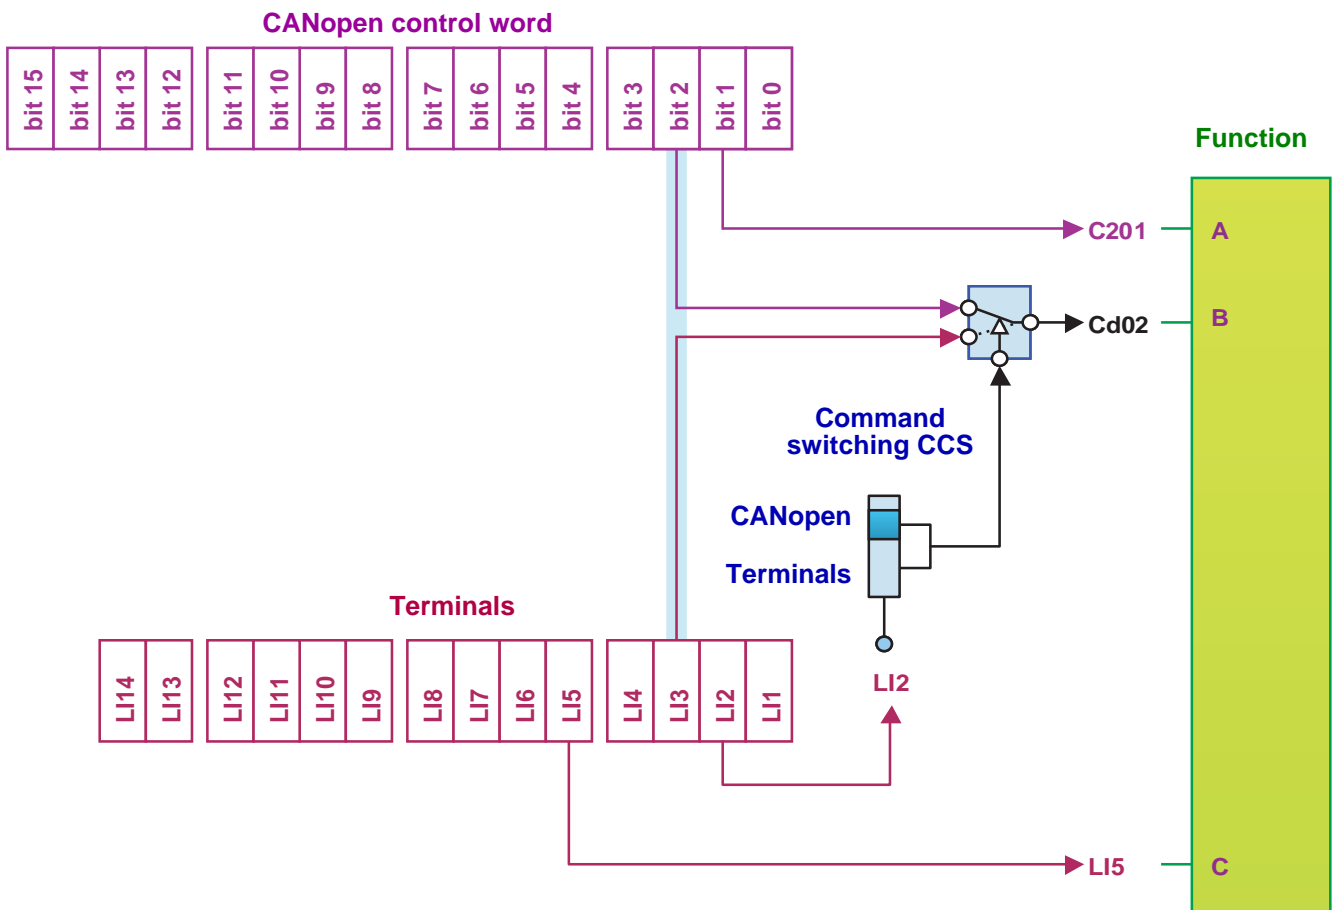 CANopen control word
bit 15
bit 14
bit 13
bit 12
bit 11
bit 10
bit 9
bit 8
bit 7
bit 6
bit 5
bit 4
bit 3
bit 2
bit 1
bit 0
Function
C201
A
Cd02
B
Command
switching CCS
CANopen
Terminals
Terminals
LI14
LI13
LI12
LI11
LI10
LI9
LI8
LI7
LI6
LI5
LI4
LI3
LI2
LI1
LI2
LI5
C